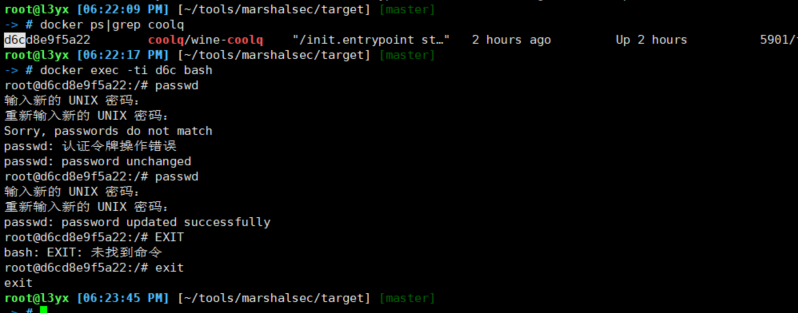 root@l3yx [06:22:09 PM] [~/tools/marshalsec/target] [master]
-> # docker ps|grep coolq
d6cd8e9f5a22 coolq/wine-coolq "/init.entrypoint st…" 2 hours ago Up 2 hours 5901/
root@l3yx [06:22:17 PM] [~/tools/marshalsec/target] [master]
-> # docker exec -ti d6c bash
root@d6cd8e9f5a22:/# passwd
输入新的 UNIX 密码：
重新输入新的 UNIX 密码：
Sorry, passwords do not match
passwd: 认证令牌操作错误
passwd: password unchanged
root@d6cd8e9f5a22:/# passwd
输入新的 UNIX 密码：
重新输入新的 UNIX 密码：
passwd: password updated successfully
root@d6cd8e9f5a22:/# EXIT
bash: EXIT: 未找到命令
root@d6cd8e9f5a22:/# exit
exit
root@l3yx [06:23:45 PM] [~/tools/marshalsec/target] [master]
-> #